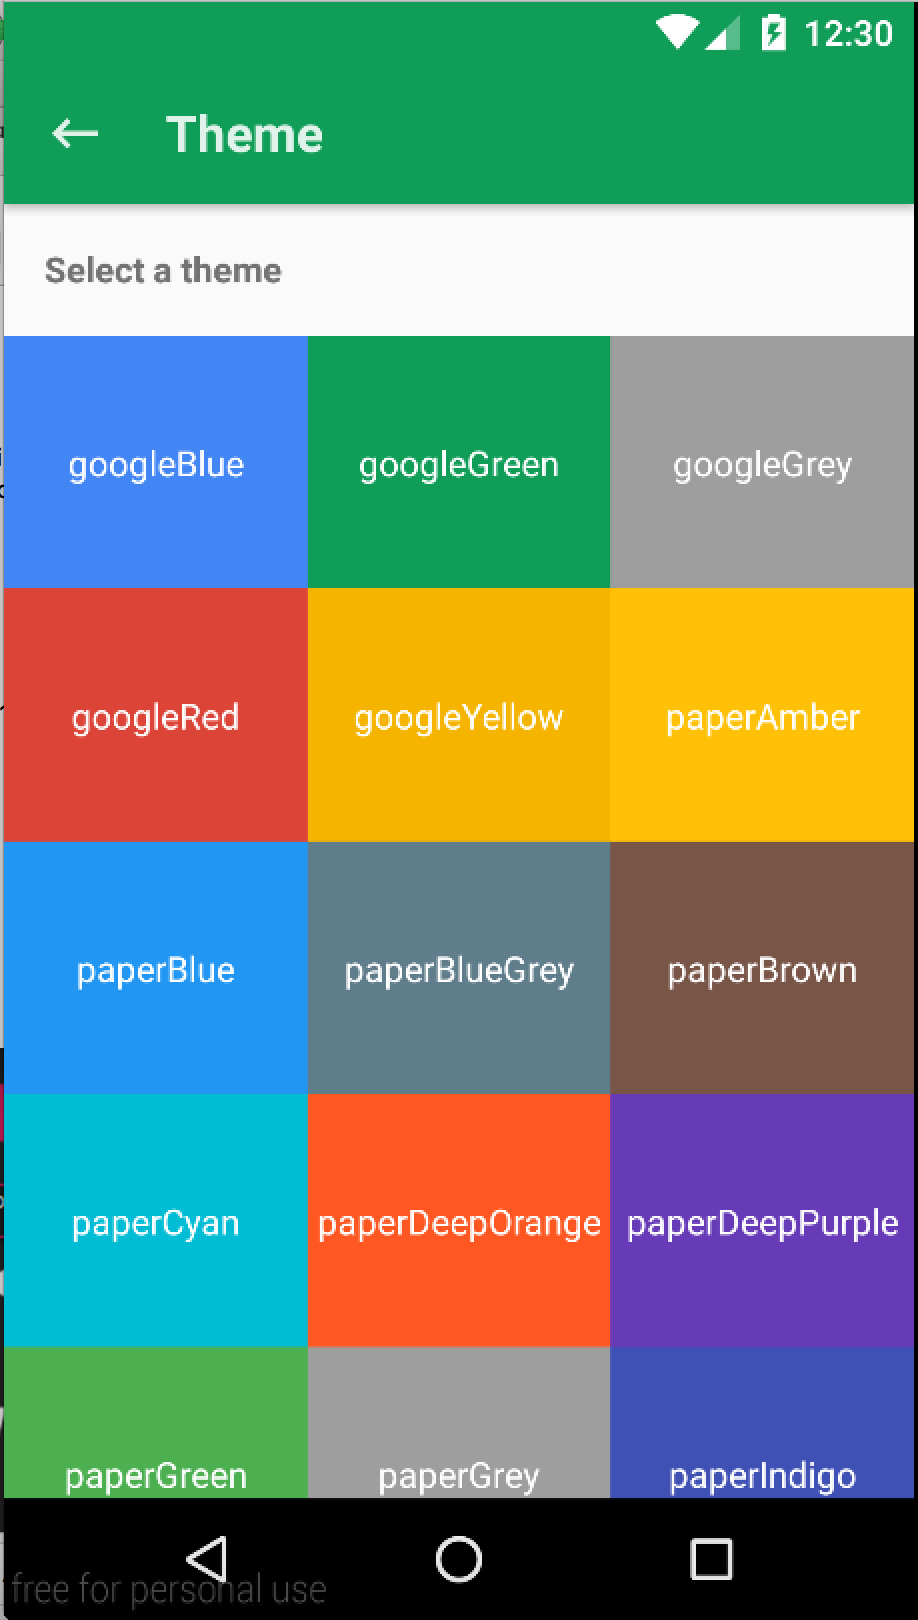 12:30
Theme
Select a theme
googleBlue googleGreen googleGrey
googleRed googleYellow paperAmber
paperBlue paperBlueGrey paperBrown
paperCyan paperDeepOrange paperDeepPurple
paperGreen paperGrey paperIndigo
free for personal use